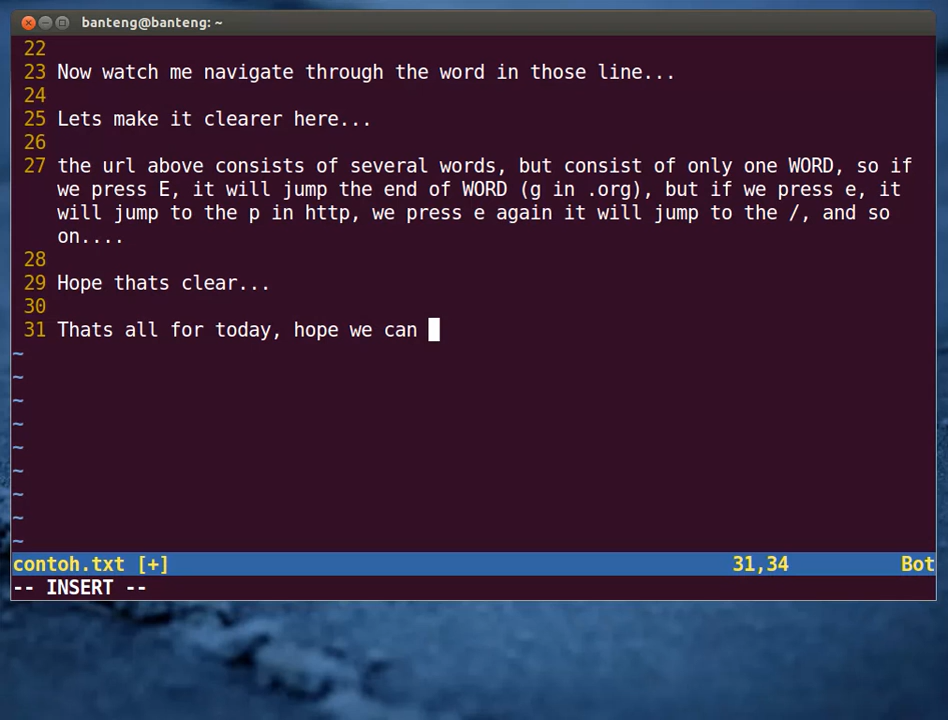 banteng@banteng: ~
22
23 Now watch me navigate through the word in those line...
24
25 Lets make it clearer here...
26
27 the url above consists of several words, but consist of only one WORD, so if
we press E, it will jump the end of WORD (g in .org), but if we press e, it
will jump to the p in http, we press e again it will jump to the /, and so
on....
28
29 Hope thats clear...
30
31 Thats all for today, hope we can
~
~
~
~
~
~
~
~
~
contoh.txt [+] 31,34 Bot
-- INSERT --